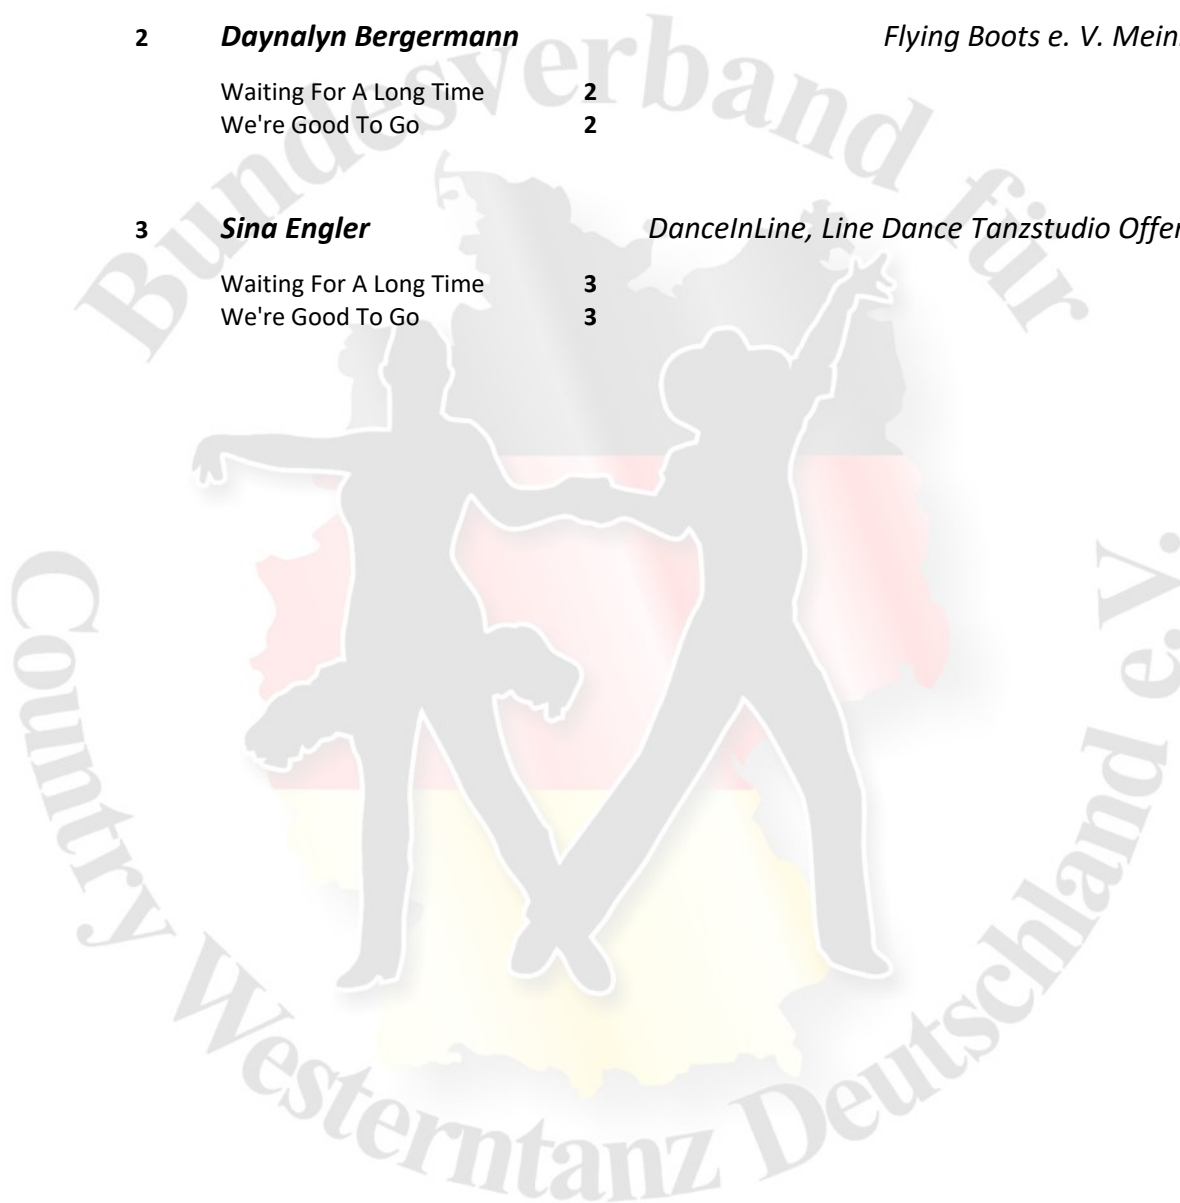 2 Daynalyn Bergermann Flying Boots e. V.
Waiting For A Long Time 2
We're Good To Go 2
3 Sina Engler DanceInLine, Line Dance Tanzstudio
Waiting For A Long Time 3
We're Good To Go 3
Bundesverband für
Country Westerntanz Deutschland e.V.